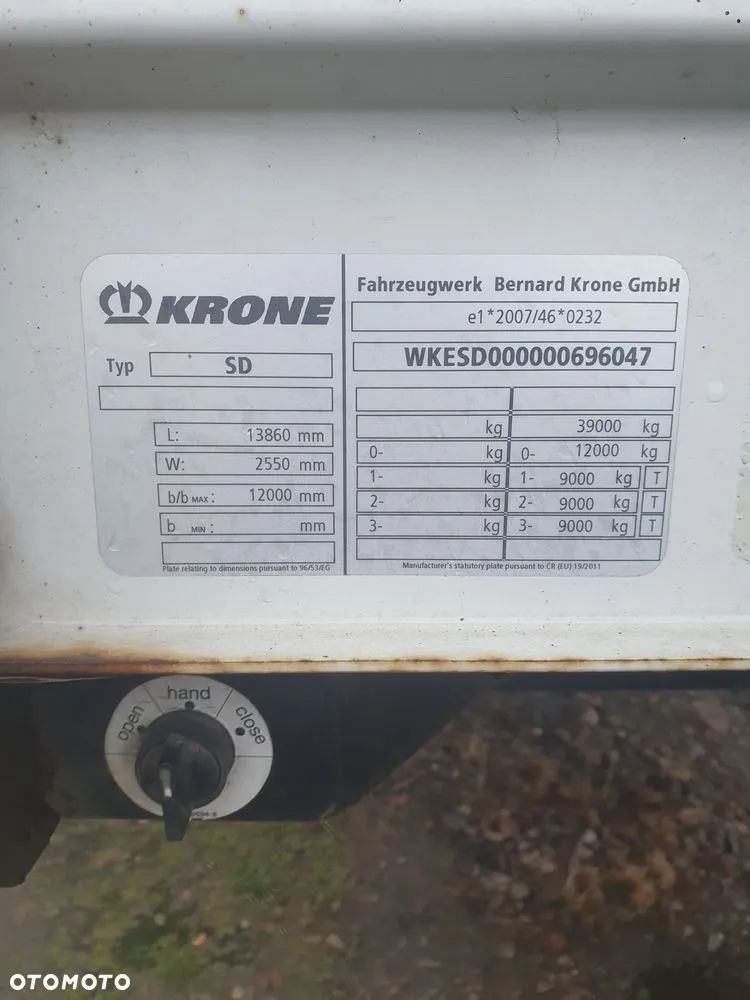 KRONE
Typ SD
L: 13860 mm
W: 2550 mm
b/b MAX : 12000 mm
b MIN : mm
Plate relating to dimensions pursuant to 96/53/EG
Fahrzeugwerk Bernard Krone GmbH
e1*2007/46*0232
WKESD000000696047
kg 39000 kg
0- kg 0- 12000 kg
1- kg 1- 9000 kg T
2- kg 2- 9000 kg T
3- kg 3- 9000 kg T
Manufacturer's statutory plate pursuant to CR (EU) 19/2011
open hand close
OTOMOTO